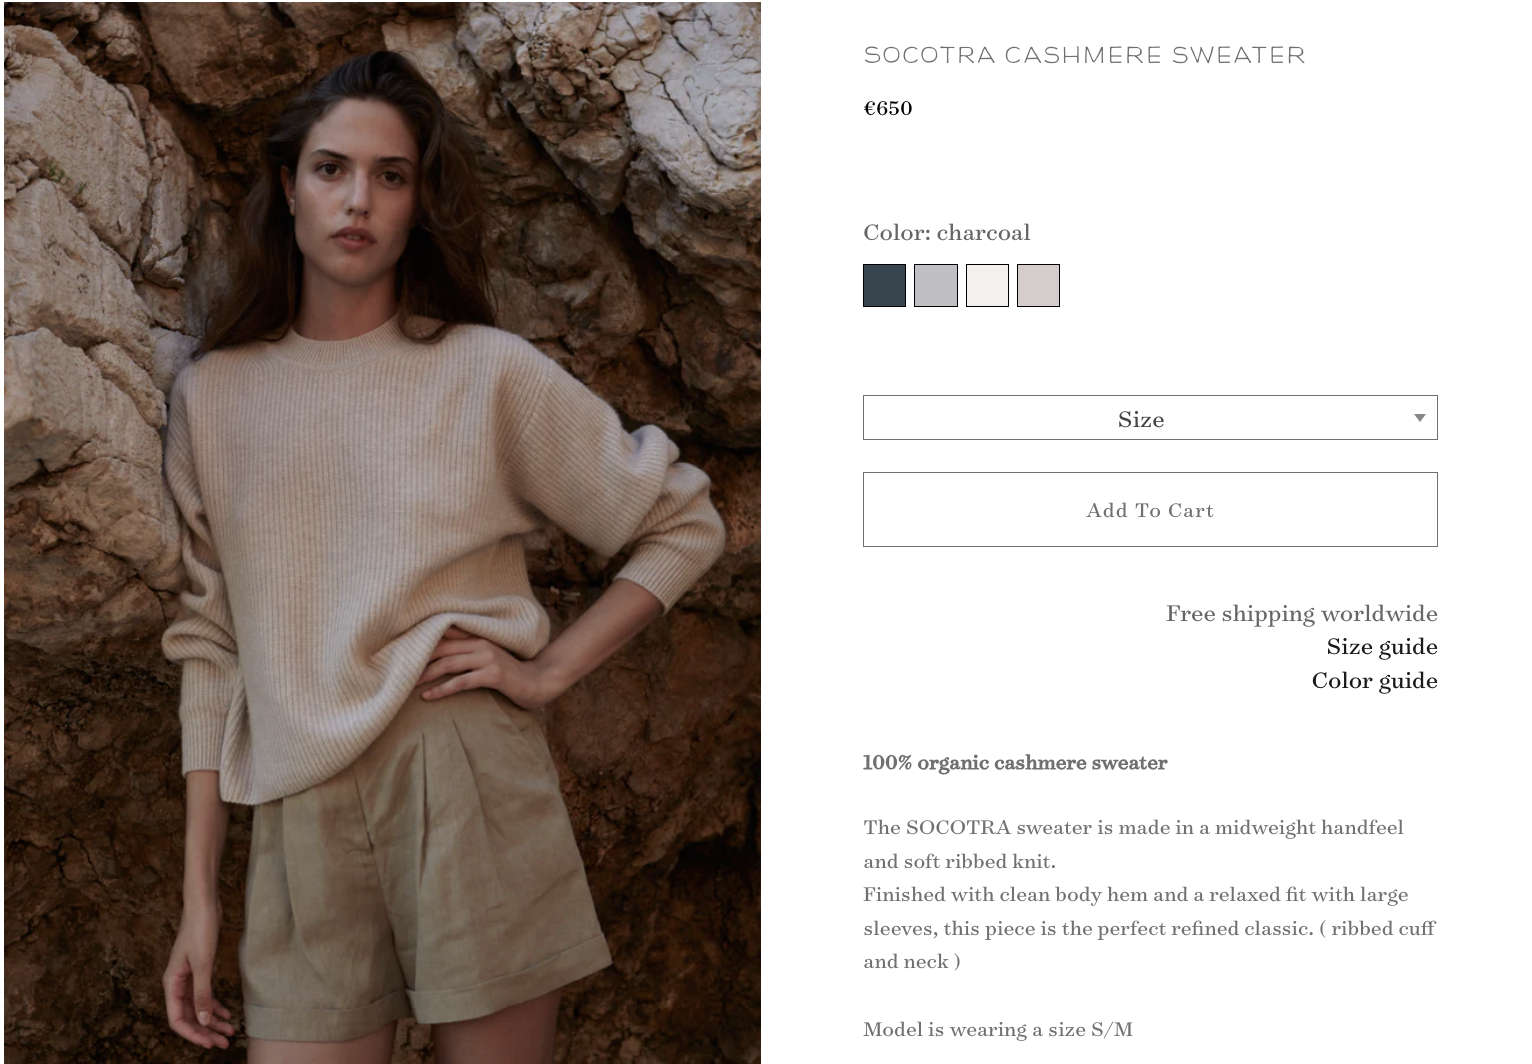 SOCOTRA CASHMERE SWEATER
€650
Color: charcoal
Size
Add To Cart
Free shipping worldwide
Size guide
Color guide
100% organic cashmere sweater
The SOCOTRA sweater is made in a midweight handfeel
and soft ribbed knit.
Finished with clean body hem and a relaxed fit with large
sleeves, this piece is the perfect refined classic. ( ribbed cuff
and neck )
Model is wearing a size S/M